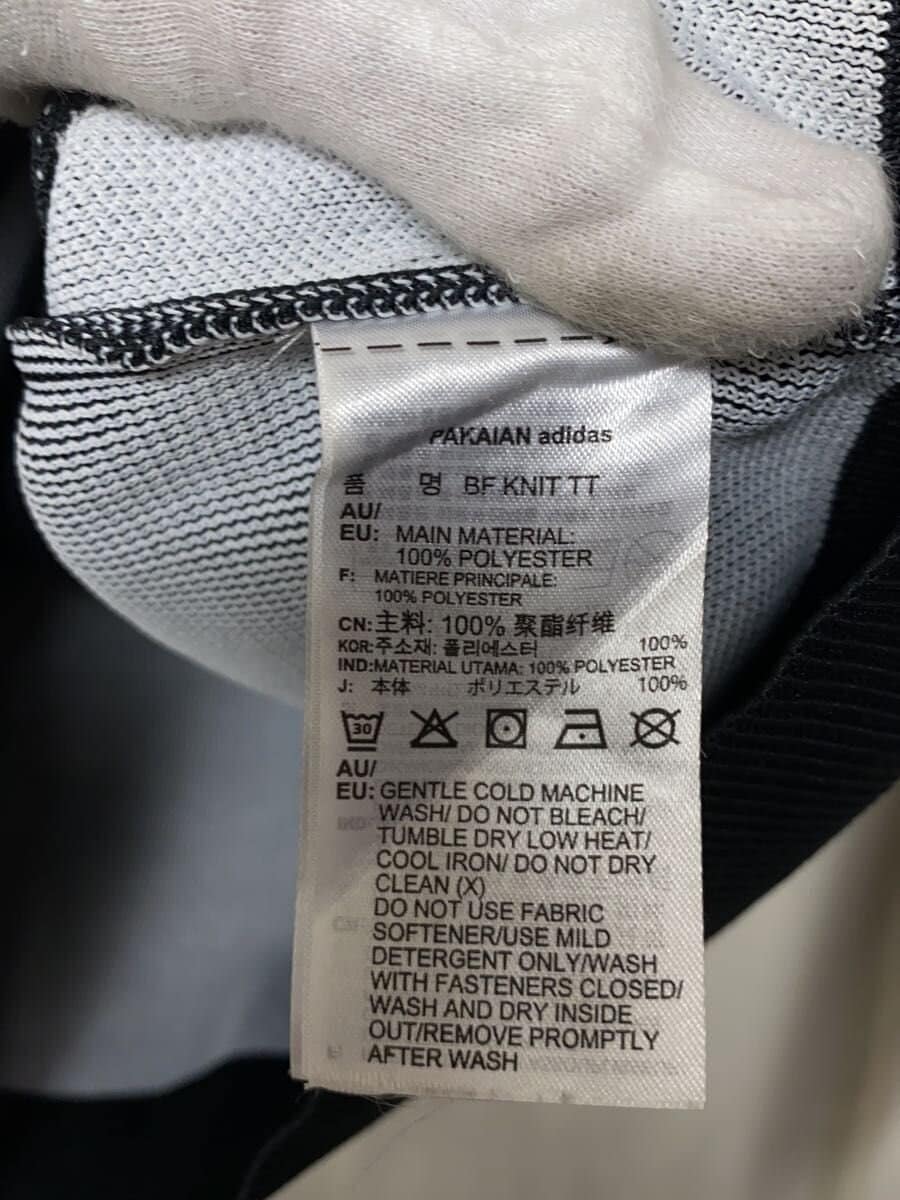 PAKAIAN adidas
품 명 BF KNIT TT
AU/
EU: MAIN MATERIAL:
100% POLYESTER
F: MATIERE PRINCIPALE:
100% POLYESTER
CN:主料: 100% 聚酯纤维
KOR:주소재: 폴리에스터 100%
IND:MATERIAL UTAMA: 100% POLYESTER
J: 本体 ポリエステル 100%
30
AU/
EU: GENTLE COLD MACHINE
WASH/ DO NOT BLEACH/
TUMBLE DRY LOW HEAT/
COOL IRON/ DO NOT DRY
CLEAN (X)
DO NOT USE FABRIC
SOFTENER/USE MILD
DETERGENT ONLY/WASH
WITH FASTENERS CLOSED/
WASH AND DRY INSIDE
OUT/REMOVE PROMPTLY
AFTER WASH